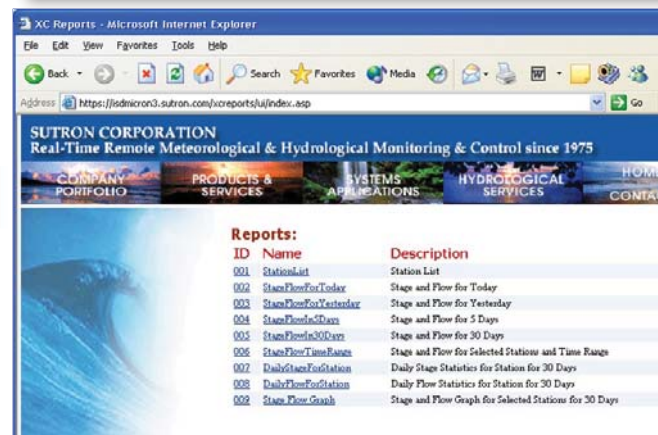 XC Reports - Microsoft Internet Explorer
File Edit View Favorites Tools Help
Back Search Favorites Media
Address https://isdmicron3.sutron.com/xcreports/ui/index.asp Go
SUTRON CORPORATION
Real-Time Remote Meteorological & Hydrological Monitoring & Control since 1975
COMPANY PORTFOLIO
PRODUCTS & SERVICES
SYSTEMS APPLICATIONS
HYDROLOGICAL SERVICES
Reports:
ID Name Description
001 StationList Station List
002 StageFlowForToday Stage and Flow for Today
003 StageFlowForYesterday Stage and Flow for Yesterday
004 StageFlowIn5Days Stage and Flow for 5 Days
005 StageFlowIn30Days Stage and Flow for 30 Days
006 StageFlowTimeRange Stage and Flow for Selected Stations and Time Range
007 DailyStageForStation Daily Stage Statistics for Station for 30 Days
008 DailyFlowForStation Daily Flow Statistics for Station for 30 Days
009 Stage Flow Graph Stage and Flow Graph for Selected Stations for 30 Days